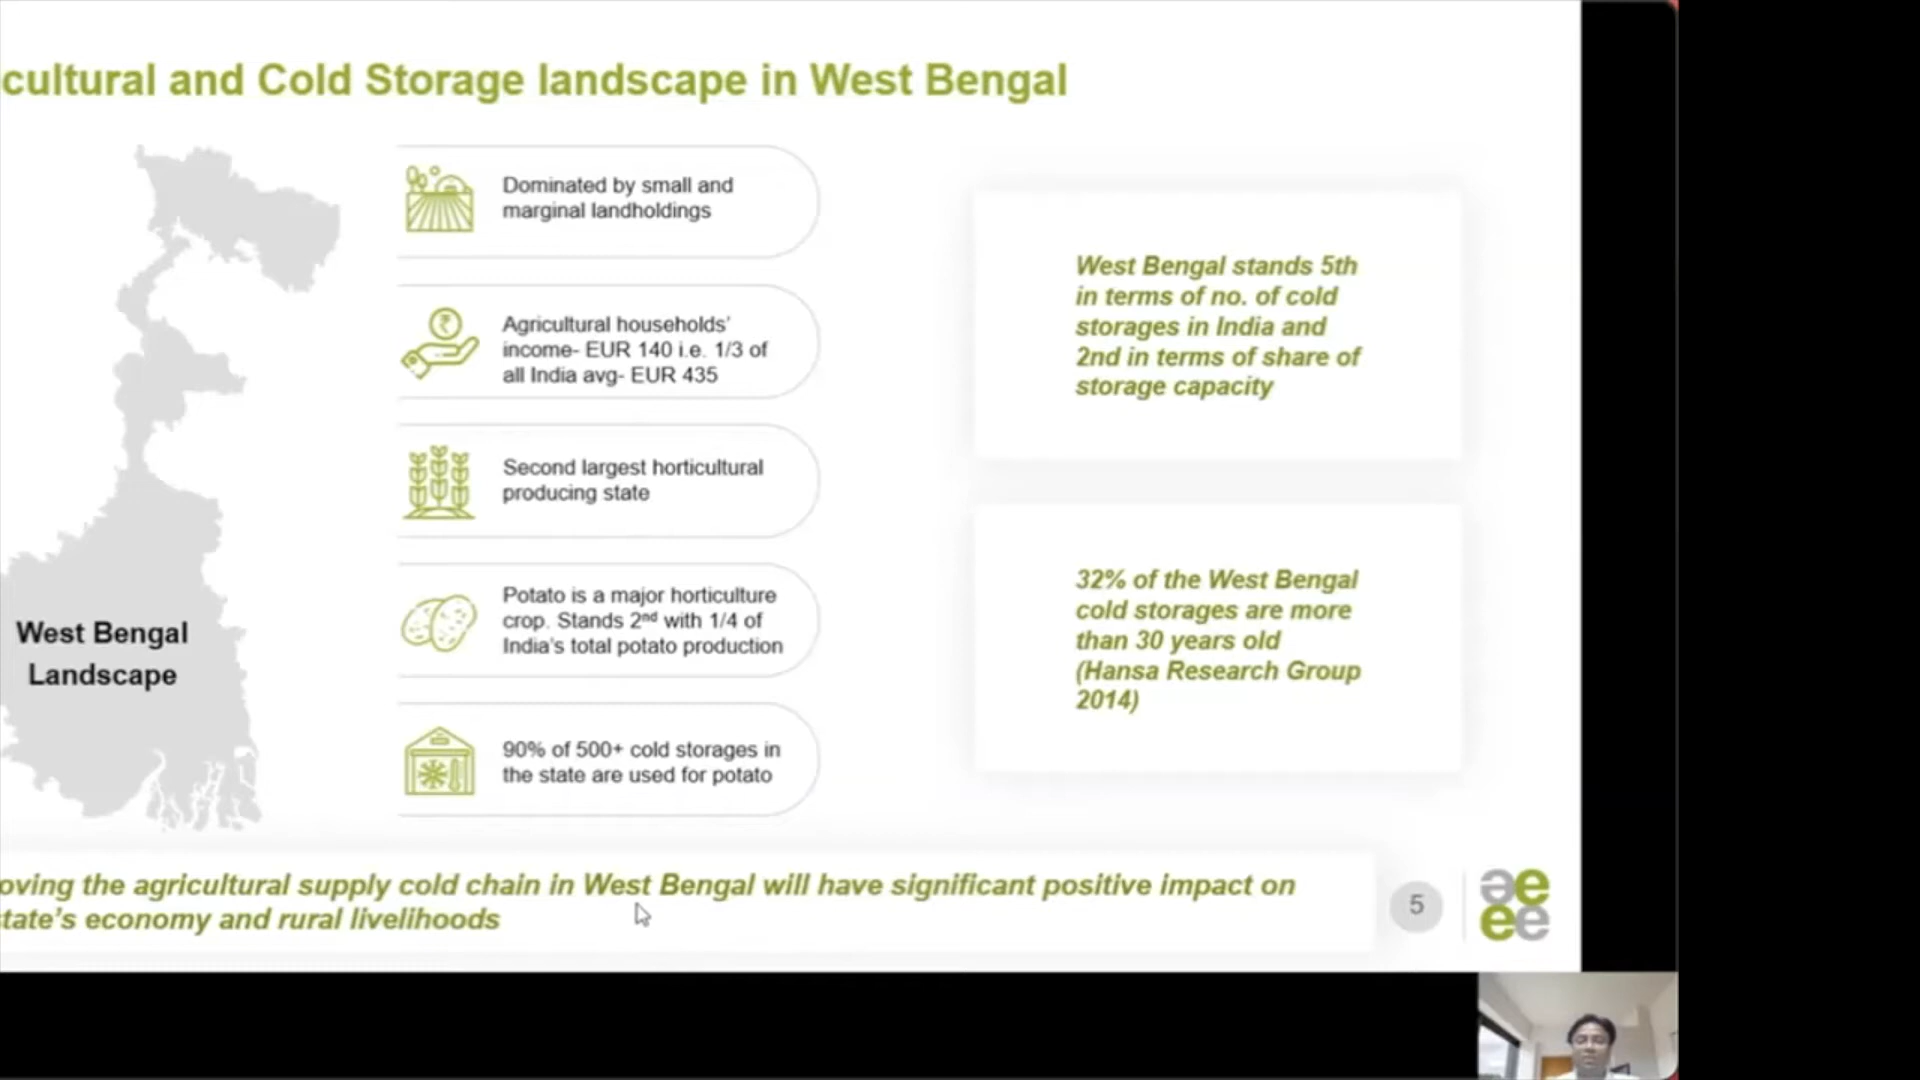 cultural and Cold Storage landscape in West Bengal
Dominated by small and
marginal landholdings
Agricultural households'
income- EUR 140 i.e. 1/3 of
all India avg- EUR 435
Second largest horticultural
producing state
Potato is a major horticulture
crop. Stands 2nd with 1/4 of
India's total potato production
90% of 500+ cold storages in
the state are used for potato
West Bengal
Landscape
West Bengal stands 5th
in terms of no. of cold
storages in India and
2nd in terms of share of
storage capacity
32% of the West Bengal
cold storages are more
than 30 years old
(Hansa Research Group
2014)
oving the agricultural supply cold chain in West Bengal will have significant positive impact on
tate's economy and rural livelihoods
5
ae
ee